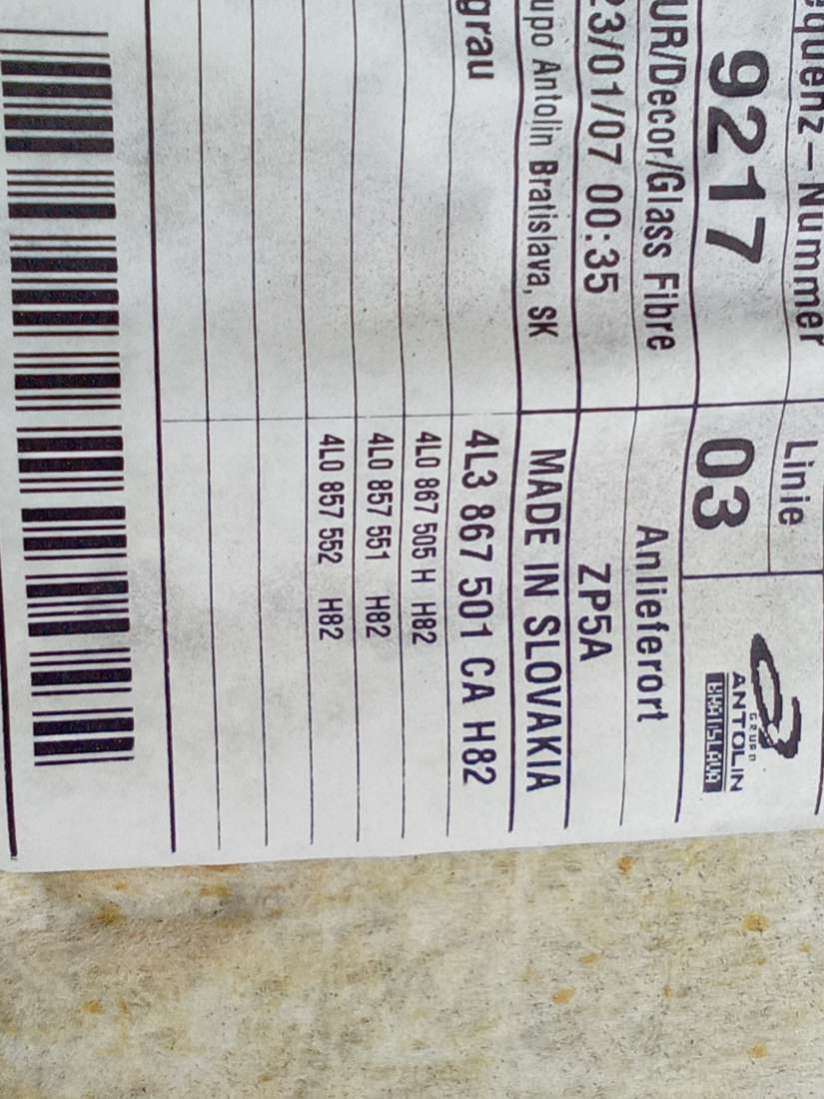 equenz-Nummer
Linie
9217
03
GRUPO
ANTOLIN
BRATISLAVA
UR/Decor/Glass Fibre
Anlieferort
23/01/07 00:35
ZP5A
upo Antolin Bratislava, SK
MADE IN SLOVAKIA
grau
4L3 867 501 CA H82
4L0 867 505 H H82
4L0 857 551 H82
4L0 857 552 H82